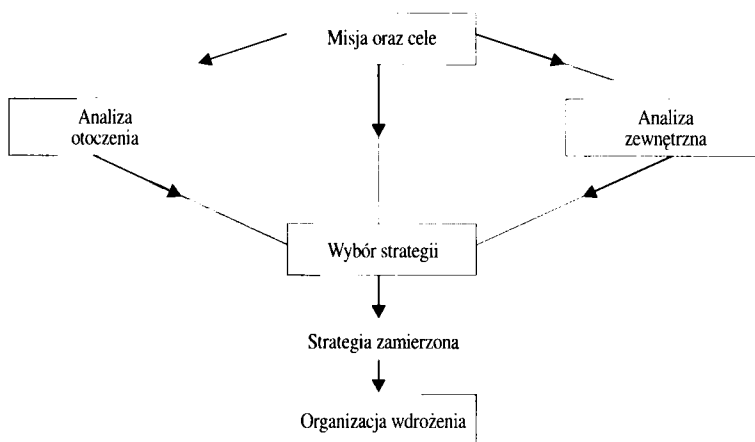 Misja oraz cele
Analiza
otoczenia
Analiza
zewnętrzna
Wybór strategii
Strategia zamierzona
Organizacja wdrożenia